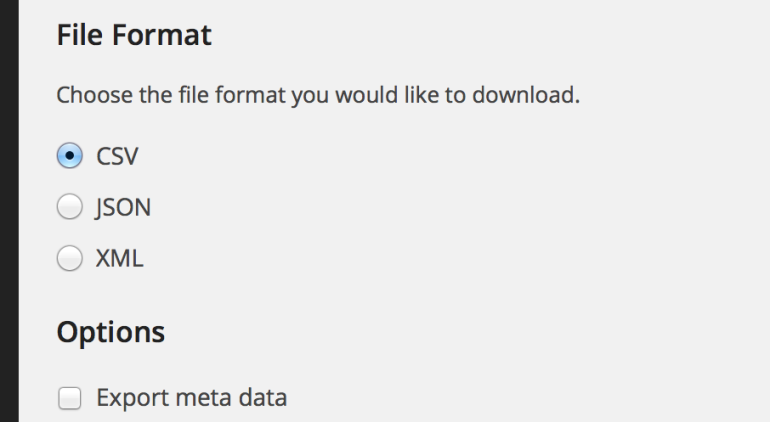 File Format
Choose the file format you would like to download.
CSV
JSON
XML
Options
Export meta data